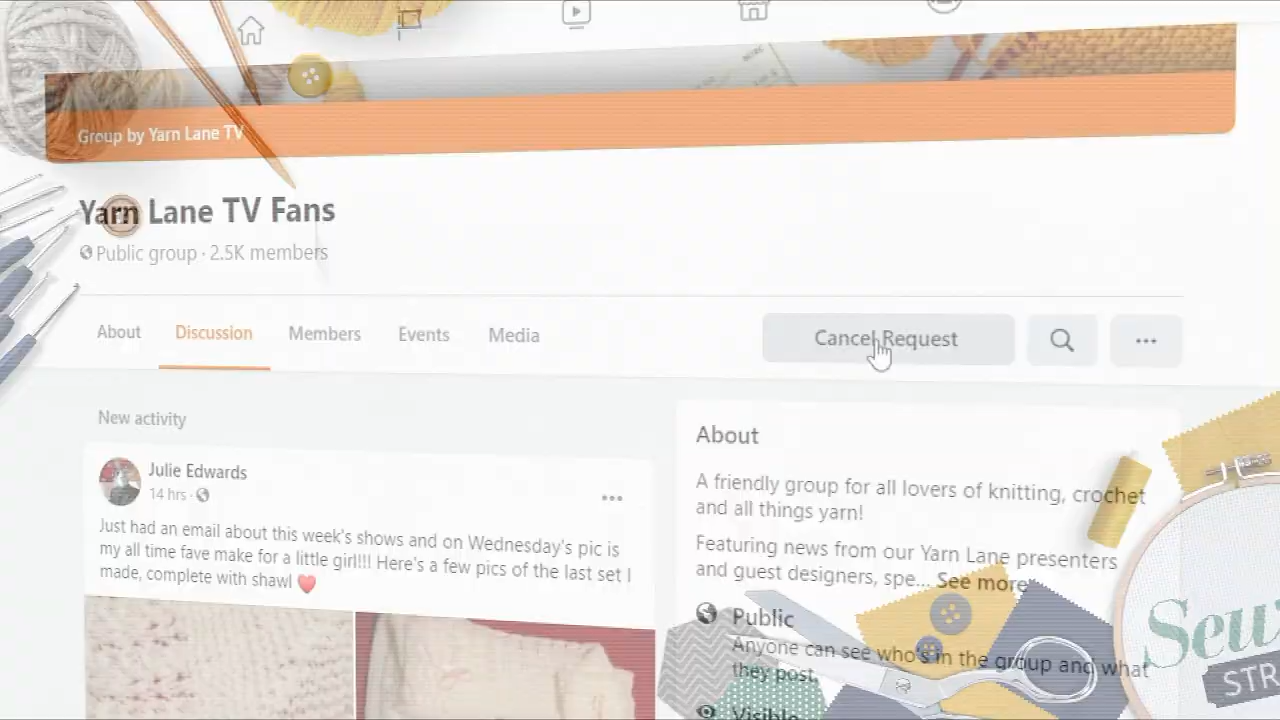 Group by Yarn Lane TV
Yarn Lane TV Fans
Public group · 2.5K members
About Discussion Members Events Media Cancel Request
New activity
Julie Edwards
14 hrs ·
Just had an email about this week's shows and on Wednesday's pic is
my all time fave make for a little girl!!!! Here's a few pics of the last set I
made, complete with shawl ❤️
About
A friendly group for all lovers of knitting, crochet
and all things yarn!
Featuring news from our Yarn Lane presenters
and guest designers, spe... See more
Public
Anyone can see who's in the group and what
they post.
Visible
Sew
STR